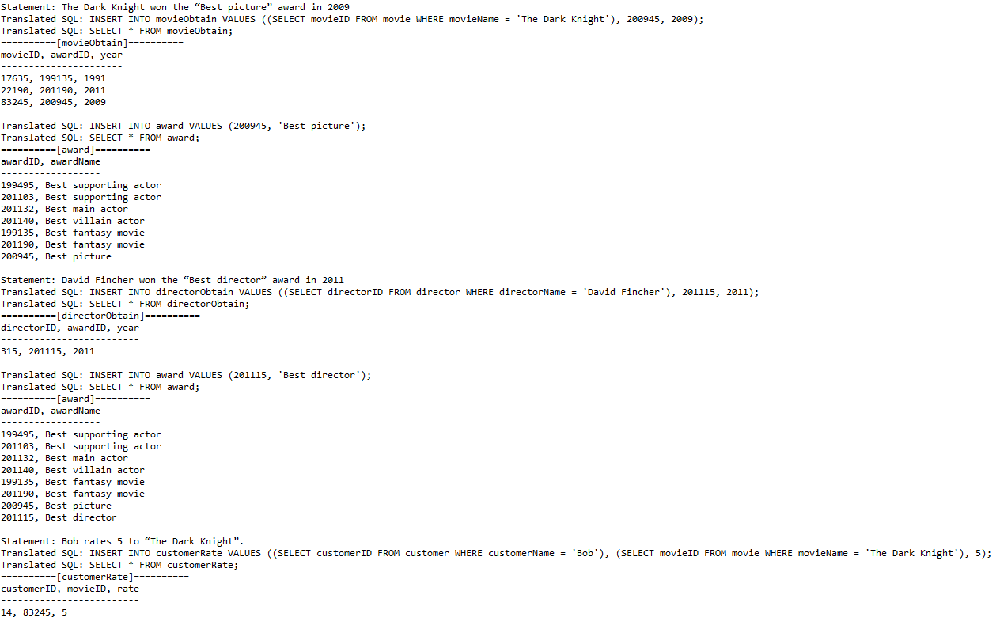 Statement: The Dark Knight won the “Best picture” award in 2009
Translated SQL: INSERT INTO movieObtain VALUES ((SELECT movieID FROM movie WHERE movieName = 'The Dark Knight'), 200945, 2009);
Translated SQL: SELECT * FROM movieObtain;
==========[movieObtain]==========
movieID, awardID, year
----------------------
17635, 199135, 1991
22190, 201190, 2011
83245, 200945, 2009
Translated SQL: INSERT INTO award VALUES (200945, 'Best picture');
Translated SQL: SELECT * FROM award;
==========[award]==========
awardID, awardName
------------------
199495, Best supporting actor
201103, Best supporting actor
201132, Best main actor
201140, Best villain actor
199135, Best fantasy movie
201190, Best fantasy movie
200945, Best picture
Statement: David Fincher won the “Best director” award in 2011
Translated SQL: INSERT INTO directorObtain VALUES ((SELECT directorID FROM director WHERE directorName = 'David Fincher'), 201115, 2011);
Translated SQL: SELECT * FROM directorObtain;
==========[directorObtain]==========
directorID, awardID, year
-------------------------
315, 201115, 2011
Translated SQL: INSERT INTO award VALUES (201115, 'Best director');
Translated SQL: SELECT * FROM award;
==========[award]==========
awardID, awardName
------------------
199495, Best supporting actor
201103, Best supporting actor
201132, Best main actor
201140, Best villain actor
199135, Best fantasy movie
201190, Best fantasy movie
200945, Best picture
201115, Best director
Statement: Bob rates 5 to “The Dark Knight”.
Translated SQL: INSERT INTO customerRate VALUES ((SELECT customerID FROM customer WHERE customerName = 'Bob'), (SELECT movieID FROM movie WHERE movieName = 'The Dark Knight'), 5);
Translated SQL: SELECT * FROM customerRate;
==========[customerRate]==========
customerID, movieID, rate
-------------------------
14, 83245, 5